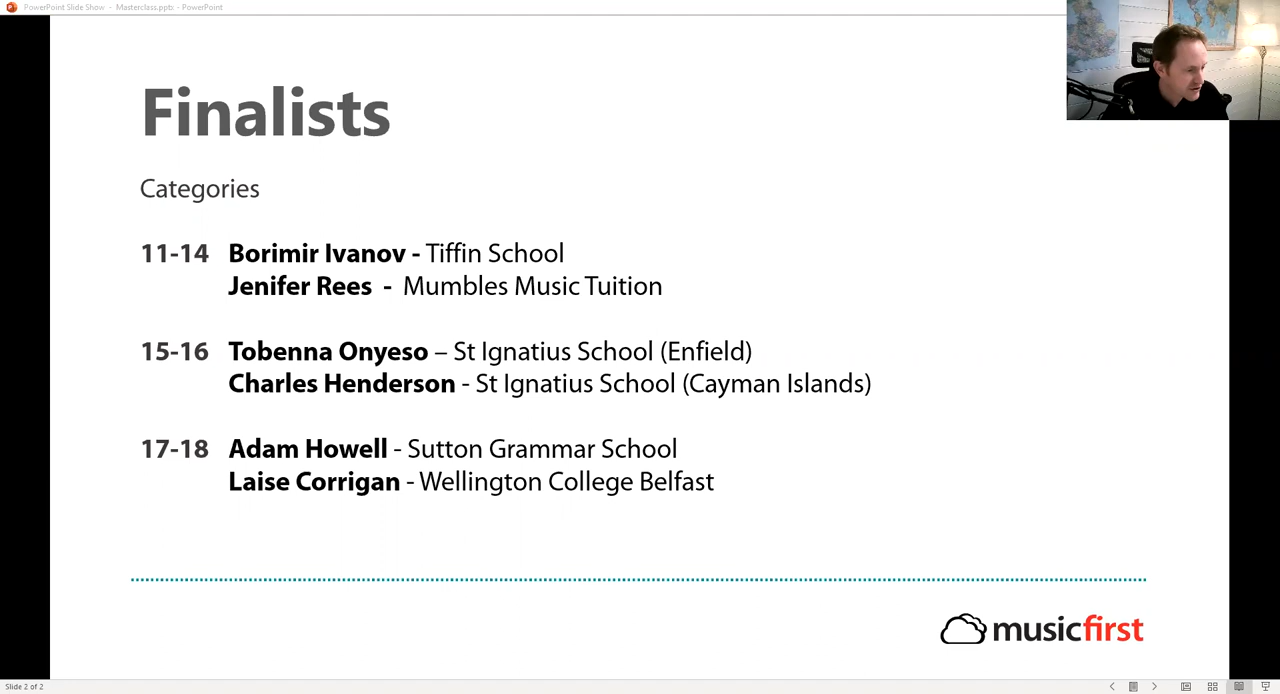 PowerPoint Slide Show - Masterclass.pptx - PowerPoint
Finalists
Categories
11-14 Borimir Ivanov - Tiffin School
Jenifer Rees - Mumbles Music Tuition
15-16 Tobenna Onyeso – St Ignatius School (Enfield)
Charles Henderson - St Ignatius School (Cayman Islands)
17-18 Adam Howell - Sutton Grammar School
Laise Corrigan - Wellington College Belfast
musicfirst
Slide 2 of 2